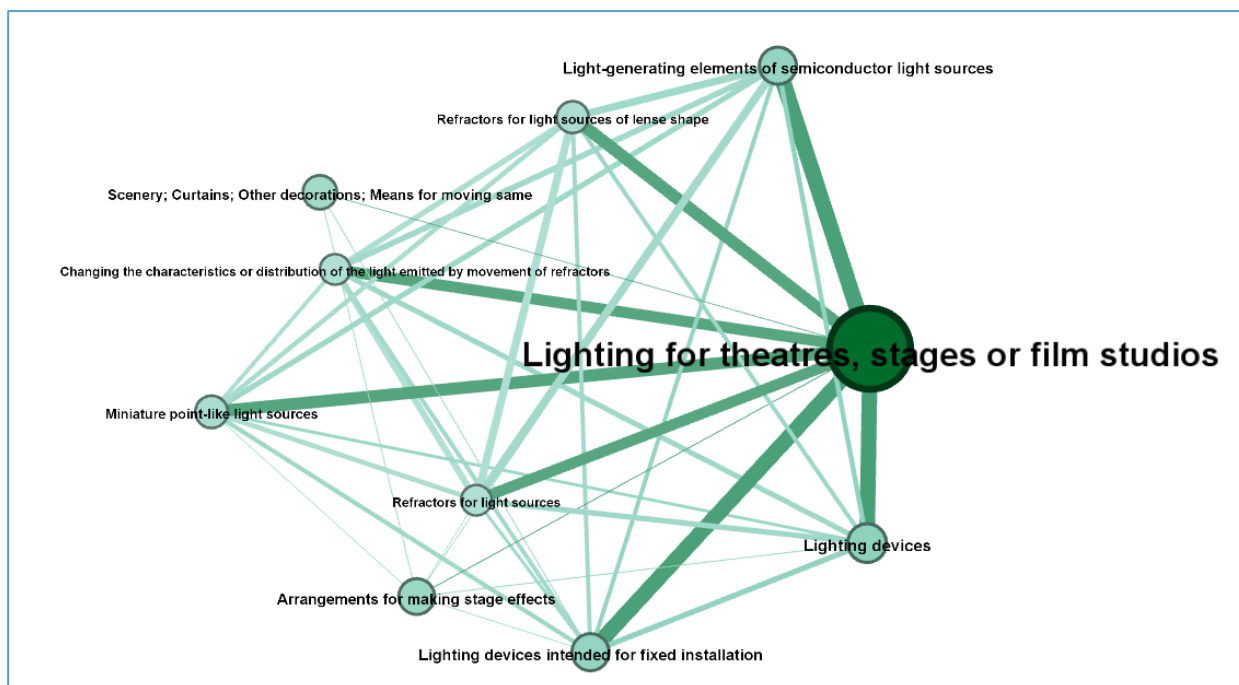 Light-generating elements of semiconductor light sources
Refractors for light sources of lense shape
Scenery; Curtains; Other decorations; Means for moving same
Changing the characteristics or distribution of the light emitted by movement of refractors
Lighting for theatres, stages or film studios
Miniature point-like light sources
Refractors for light sources
Lighting devices
Arrangements for making stage effects
Lighting devices intended for fixed installation